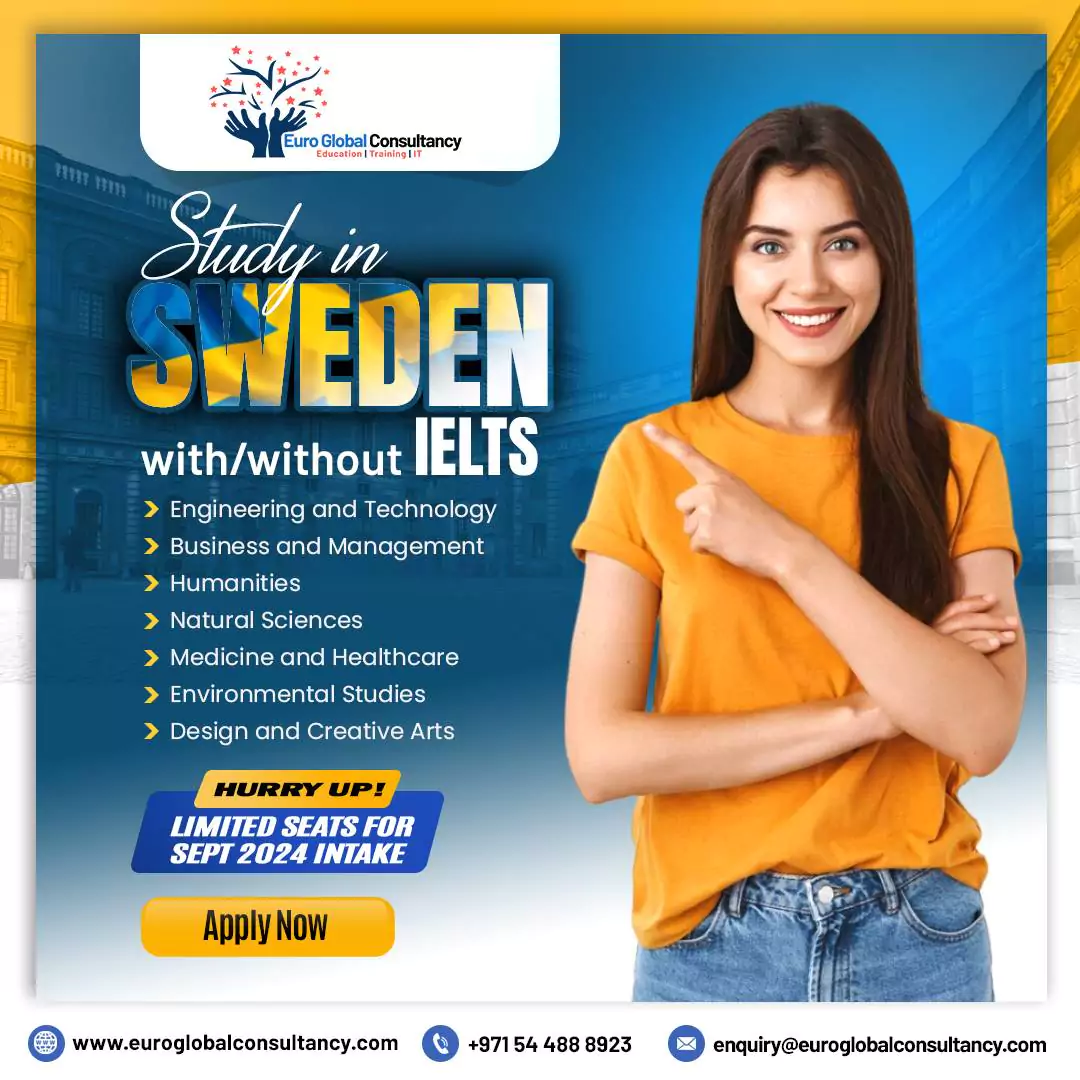 Euro Global Consultancy
Education | Training | IT
Study in
SWEDEN
with/without IELTS
Engineering and Technology
Business and Management
Humanities
Natural Sciences
Medicine and Healthcare
Environmental Studies
Design and Creative Arts
HURRY UP!
LIMITED SEATS FOR
SEPT 2024 INTAKE
Apply Now
www.euroglobalconsultancy.com
+971 54 488 8923
enquiry@euroglobalconsultancy.com